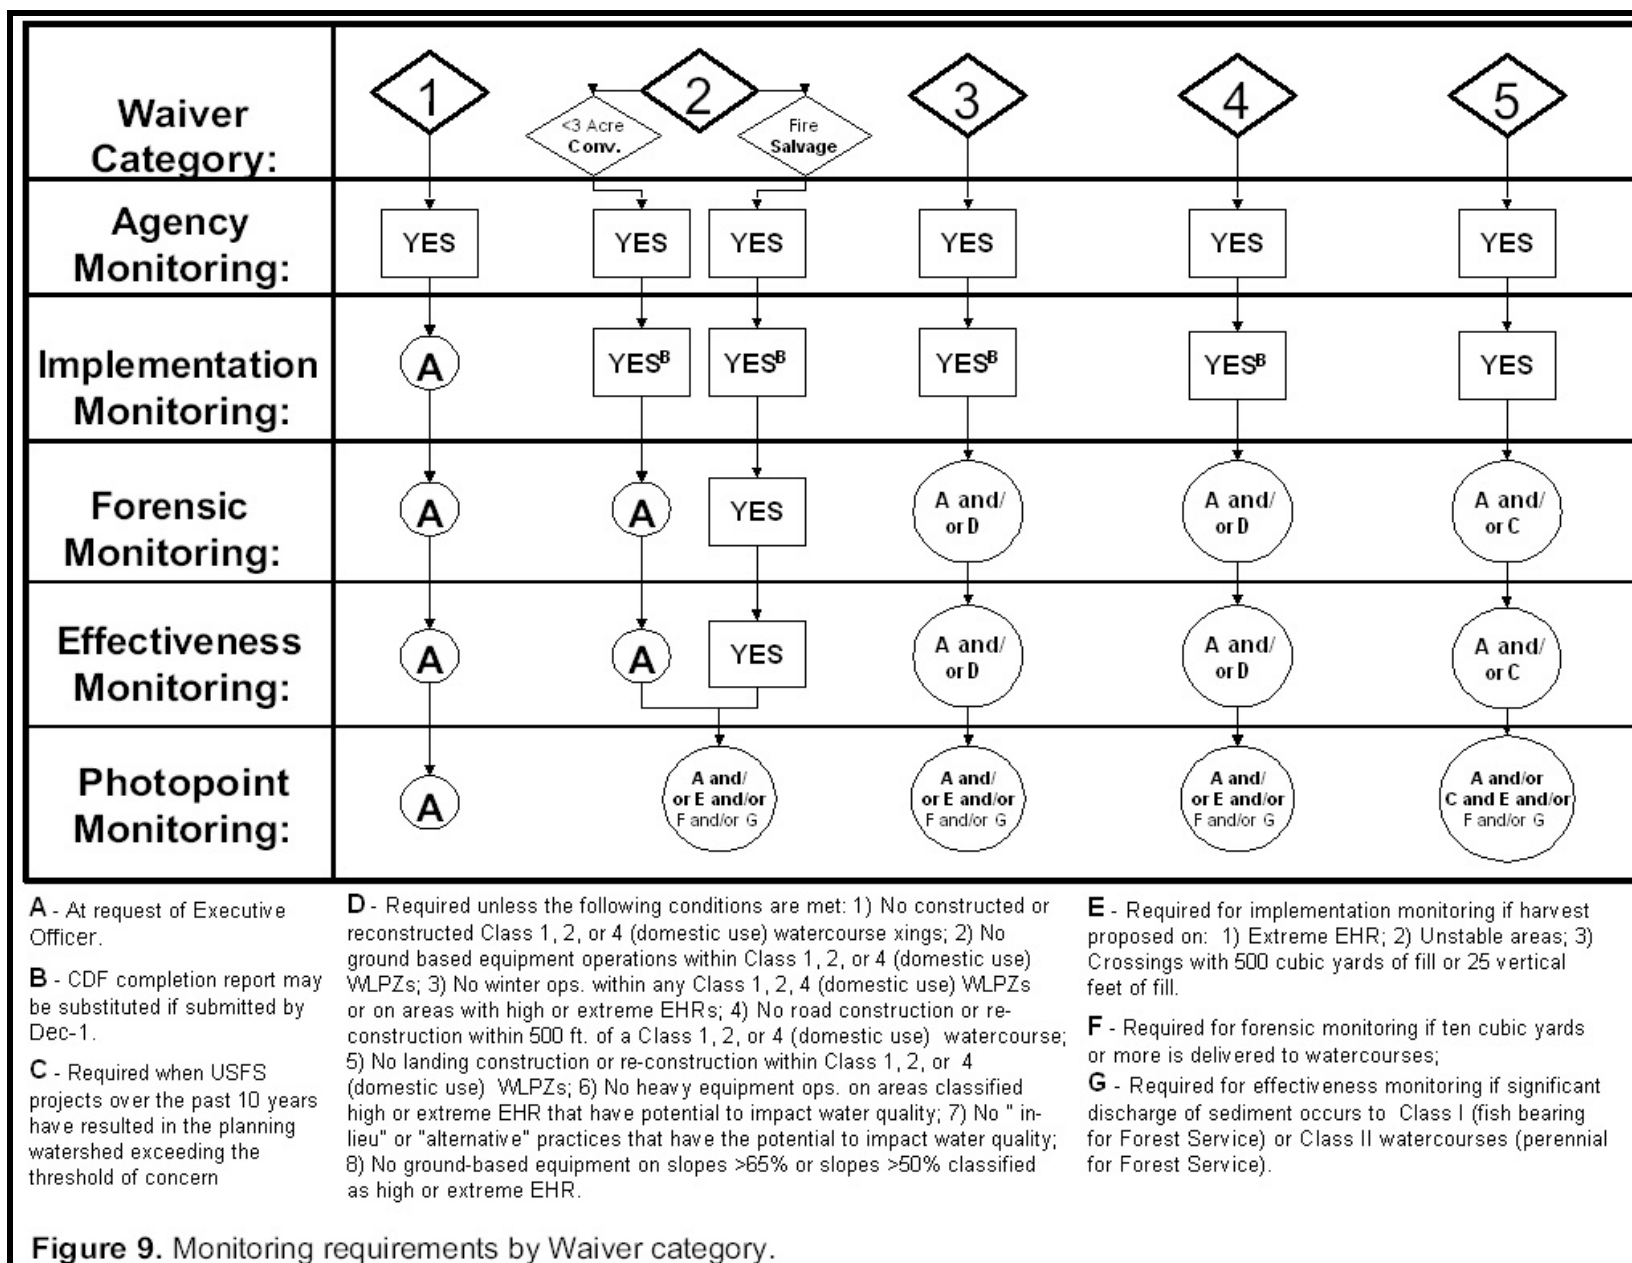 Waiver
Category:
1
2
<3 Acre
Conv.
Fire
Salvage
3
4
5
Agency
Monitoring:
YES
YES
YES
YES
YES
YES
Implementation
Monitoring:
A
YESB
YESB
YESB
YESB
YES
Forensic
Monitoring:
A
A
YES
A and/
or D
A and/
or D
A and/
or C
Effectiveness
Monitoring:
A
A
YES
A and/
or D
A and/
or D
A and/
or C
Photopoint
Monitoring:
A
A and/
or E and/or
F and/or G
A and/
or E and/or
F and/or G
A and/
or E and/or
F and/or G
A and/or
C and E and/or
F and/or G
A - At request of Executive
Officer.
B - CDF completion report may
be substituted if submitted by
Dec-1.
C - Required when USFS
projects over the past 10 years
have resulted in the planning
watershed exceeding the
threshold of concern
D - Required unless the following conditions are met: 1) No constructed or
reconstructed Class 1, 2, or 4 (domestic use) watercourse xings; 2) No
ground based equipment operations within Class 1, 2, or 4 (domestic use)
WLPZs; 3) No winter ops. within any Class 1, 2, 4 (domestic use) WLPZs
or on areas with high or extreme EHRs; 4) No road construction or re-
construction within 500 ft. of a Class 1, 2, or 4 (domestic use) watercourse;
5) No landing construction or re-construction within Class 1, 2, or 4
(domestic use) WLPZs; 6) No heavy equipment ops. on areas classified
high or extreme EHR that have potential to impact water quality; 7) No " in-
lieu" or "alternative" practices that have the potential to impact water quality;
8) No ground-based equipment on slopes >65% or slopes >50% classified
as high or extreme EHR.
E - Required for implementation monitoring if harvest
proposed on: 1) Extreme EHR; 2) Unstable areas; 3)
Crossings with 500 cubic yards of fill or 25 vertical
feet of fill.
F - Required for forensic monitoring if ten cubic yards
or more is delivered to watercourses;
G - Required for effectiveness monitoring if significant
discharge of sediment occurs to Class I (fish bearing
for Forest Service) or Class II watercourses (perennial
for Forest Service).
Figure 9. Monitoring requirements by Waiver category.